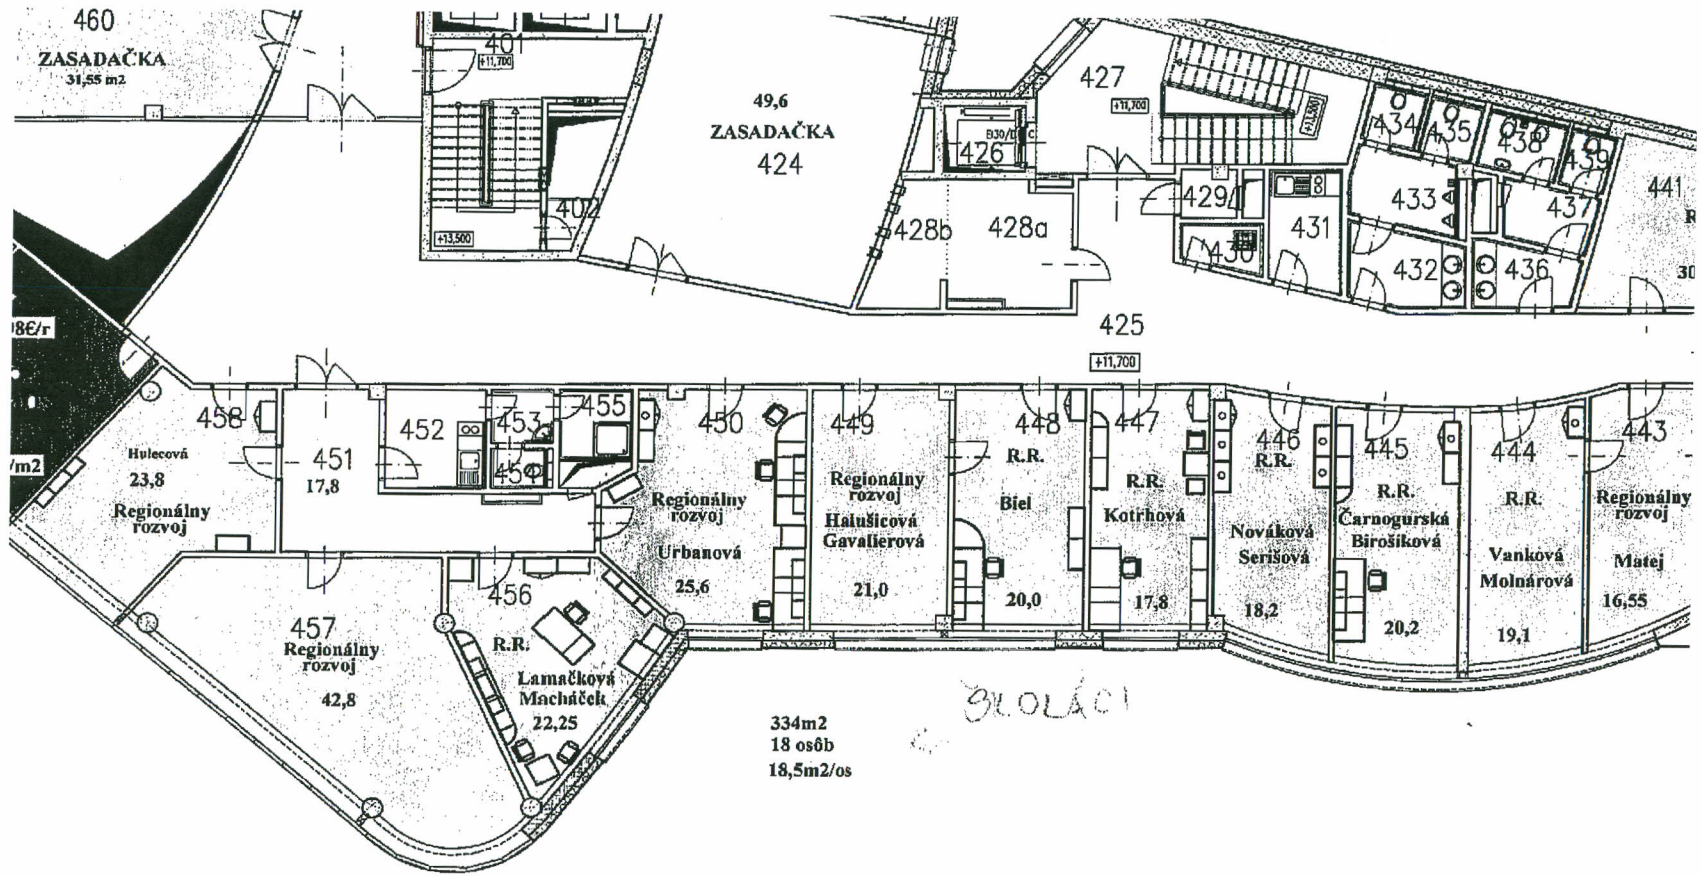 460
ZASADAČKA
31,55 m2
401
+11,700
402
+13,500
49,6
ZASADAČKA
424
426
427
+11,700
+13,500
428b
428a
429
430
431
432
433
434
435
436
437
438
439
441
R
30
425
+11,700
8€/r
/m2
458
Hulecová
23,8
Regionálny
rozvoj
451
17,8
452
453
454
455
450
Regionálny
rozvoj
Urbanová
25,6
449
Regionálny
rozvoj
Halušicová
Gavalierová
21,0
448
R.R.
Biel
20,0
447
R.R.
Kotrhová
17,8
446
R.R.
Nováková
Serišová
18,2
445
R.R.
Čarnogurská
Birošíková
20,2
444
R.R.
Vanková
Molnárová
19,1
443
Regionálny
rozvoj
Matej
16,55
457
Regionálny
rozvoj
42,8
456
R.R.
Lamačková
Macháček
22,25
334m2
18 osôb
18,5m2/os
ŠKOLÁCI